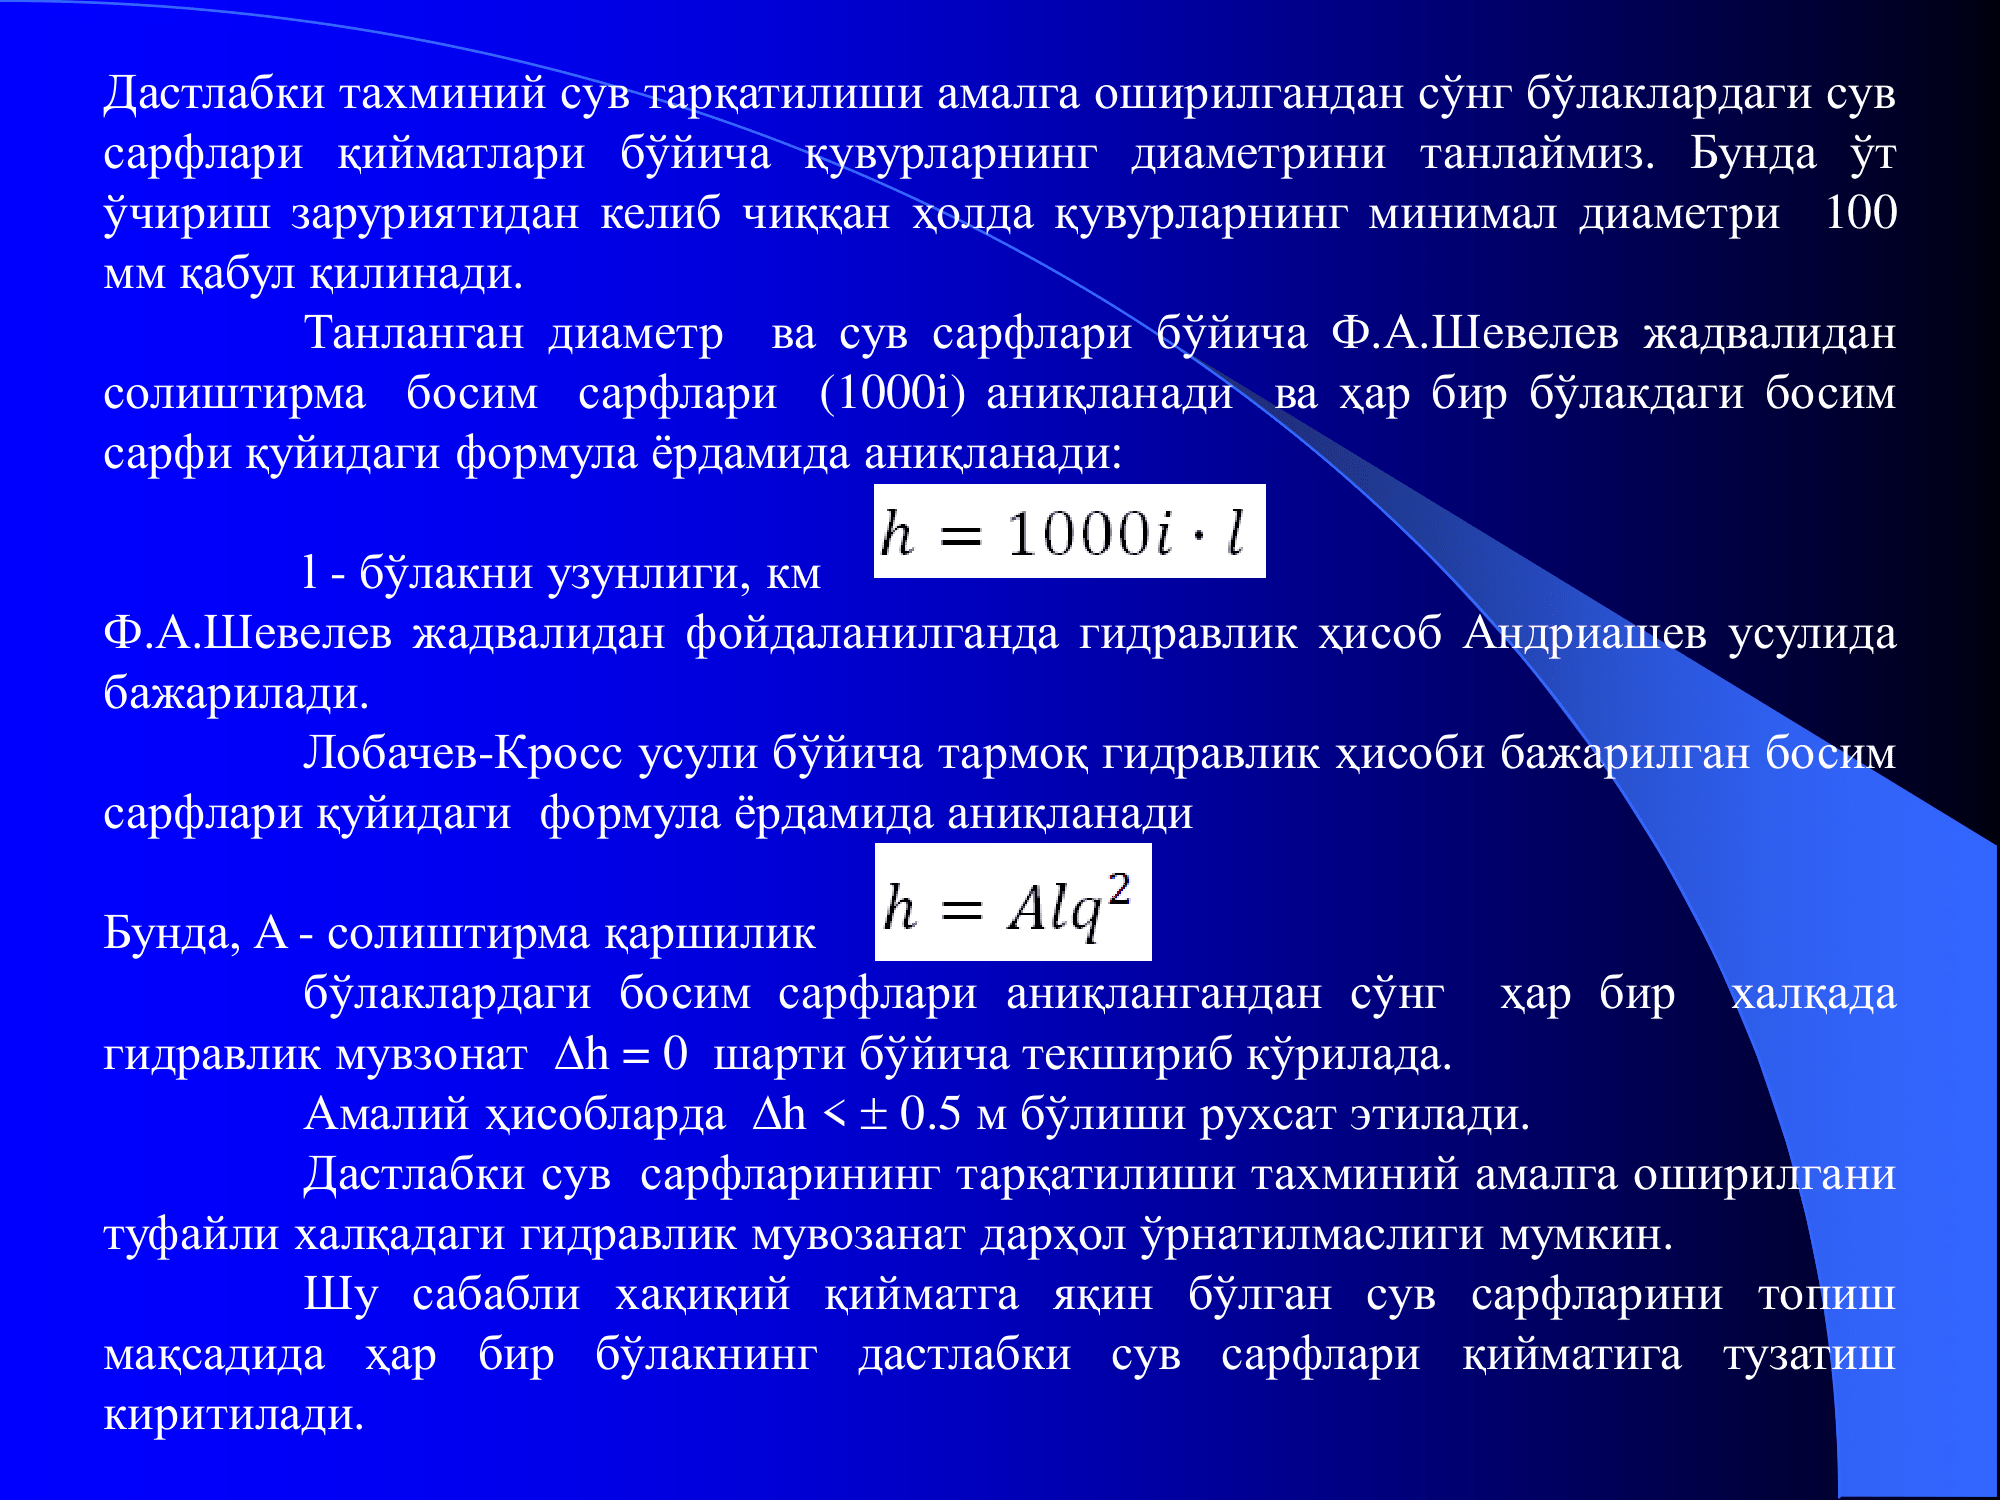 Дастлабки тахминий сув тарқатилиши амалга оширилгандан сўнг бўлаклардаги сув
сарфлари қийматлари бўйича қувурларнинг диаметрини танлаймиз. Бунда ўт
ўчириш заруриятидан келиб чиққан ҳолда қувурларнинг минимал диаметри 100
мм қабул қилинади.
Танланган диаметр ва сув сарфлари бўйича Ф.А.Шевелев жадвалидан
солиштирма босим сарфлари (1000i) аниқланади ва ҳар бир бўлакдаги босим
сарфи қуйидаги формула ёрдамида аниқланади:
h = 1000i · l
l - бўлакни узунлиги, км
Ф.А.Шевелев жадвалидан фойдаланилганда гидравлик ҳисоб Андриашев усулида
бажарилади.
Лобачев-Кросс усули бўйича тармоқ гидравлик ҳисоби бажарилган босим
сарфлари қуйидаги формула ёрдамида аниқланади
h = Alq²
Бунда, А - солиштирма қаршилик
бўлаклардаги босим сарфлари аниқлангандан сўнг ҳар бир халқада
гидравлик мувзонат Δh = 0 шарти бўйича текшириб кўрилада.
Амалий ҳисобларда Δh < ± 0.5 м бўлиши рухсат этилади.
Дастлабки сув сарфларининг тарқатилиши тахминий амалга оширилгани
туфайли халқадаги гидравлик мувозанат дарҳол ўрнатилмаслиги мумкин.
Шу сабабли хақиқий қийматга яқин бўлган сув сарфларини топиш
мақсадида ҳар бир бўлакнинг дастлабки сув сарфлари қийматига тузатиш
киритилади.